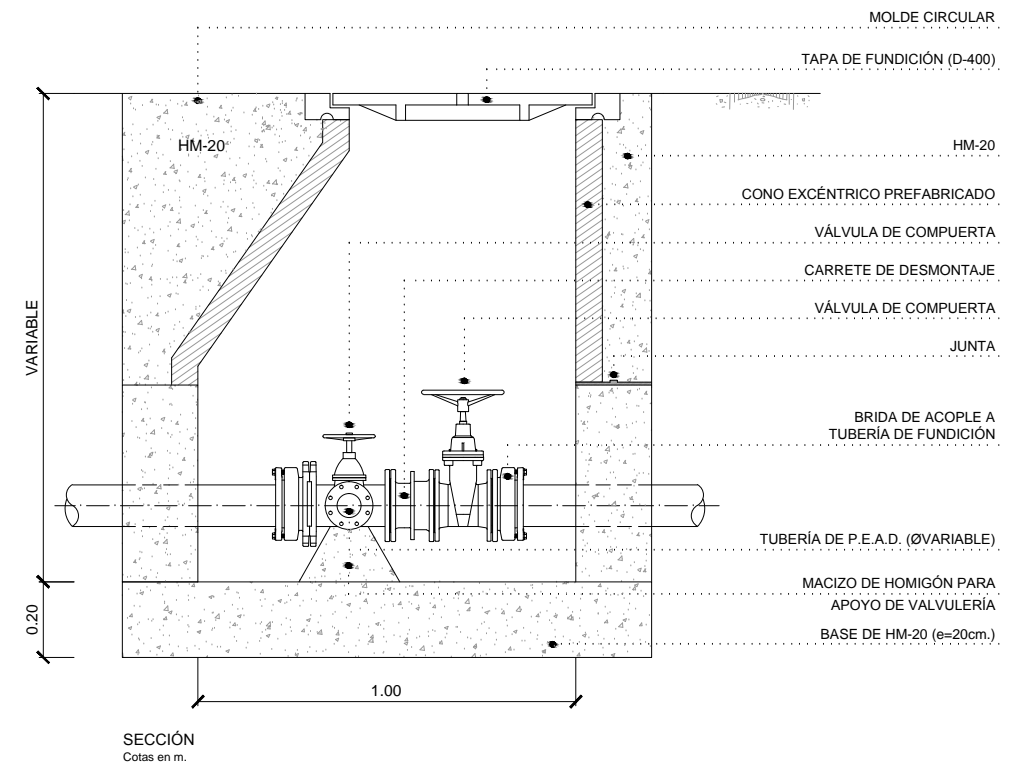 MOLDE CIRCULAR
TAPA DE FUNDICIÓN (D-400)
HM-20
HM-20
CONO EXCÉNTRICO PREFABRICADO
VÁLVULA DE COMPUERTA
CARRETE DE DESMONTAJE
VÁLVULA DE COMPUERTA
JUNTA
VARIABLE
BRIDA DE ACOPLE A
TUBERÍA DE FUNDICIÓN
TUBERÍA DE P.E.A.D. (ØVARIABLE)
MACIZO DE HOMIGÓN PARA
APOYO DE VALVULERÍA
0.20
BASE DE HM-20 (e=20cm.)
1.00
SECCIÓN
Cotas en m.